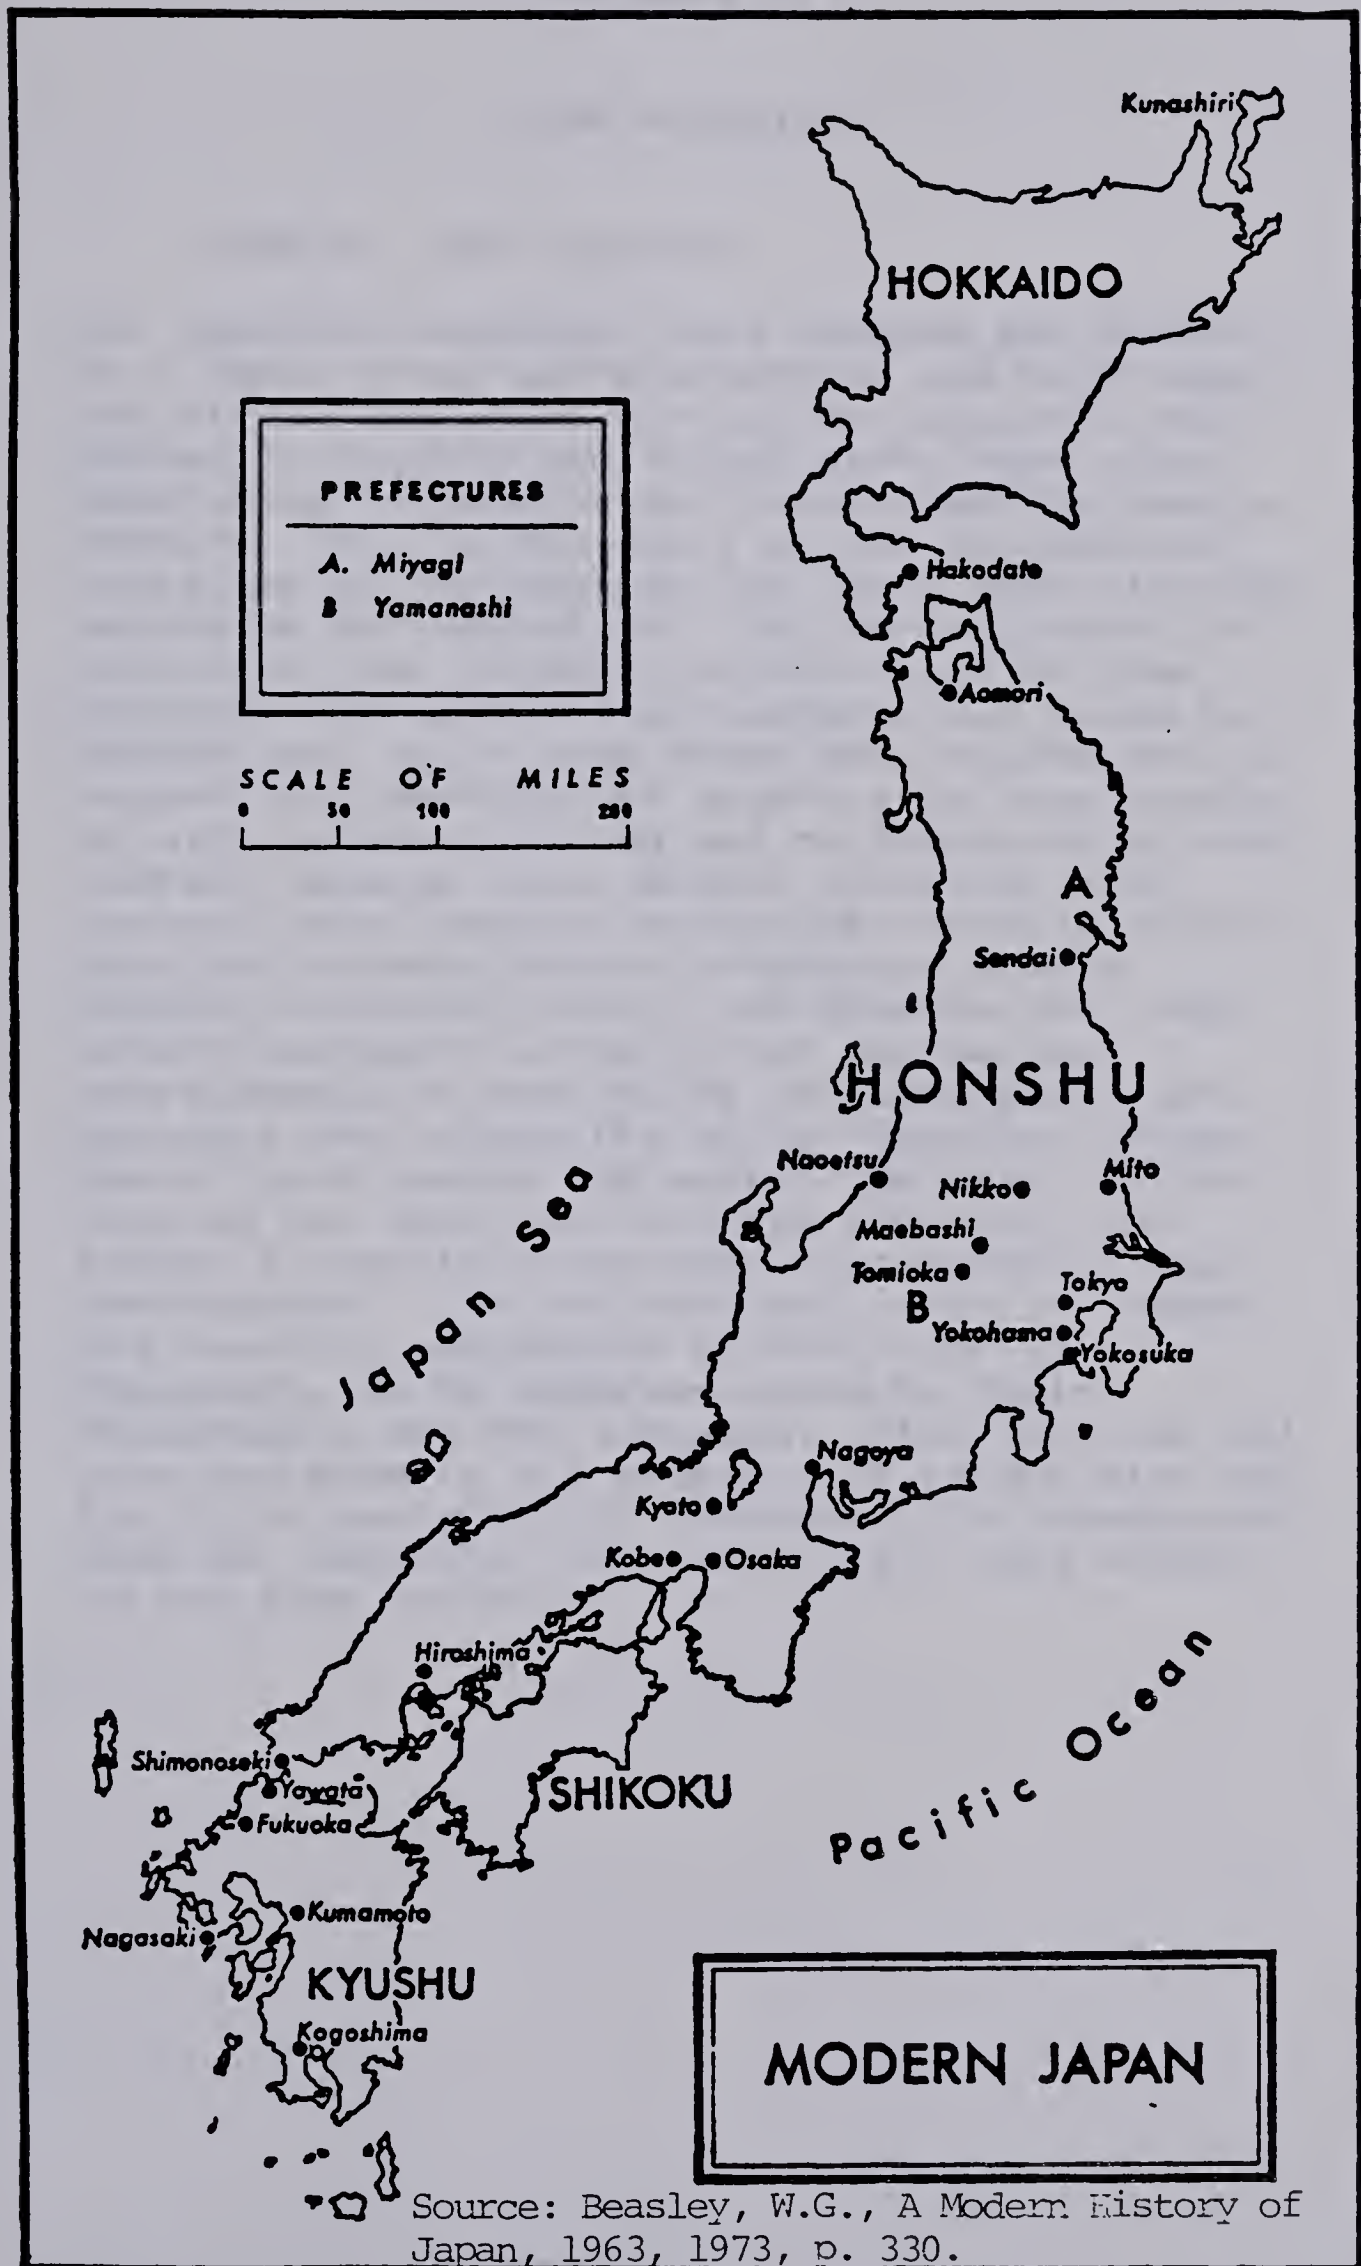 Kunashiri
HOKKAIDO
PREFECTURES
A. Miyagi
B Yamanashi
Hakodate
Aomori
SCALE OF MILES
0 50 100 200
A
Sendai
HONSHU
Naoetsu
Nikko
Mito
Maebashi
Tomioka
B
Tokyo
Yokohama
Yokosuka
Japan Sea
Nagoya
Kyoto
Kobe
Osaka
Hiroshima
Pacific Ocean
Shimonoseki
Yawata
SHIKOKU
Fukuoka
Kumamoto
Nagasaki
KYUSHU
Kogoshima
MODERN JAPAN
Source: Beasley, W.G., A Modern History of
Japan, 1963, 1973, p. 330.